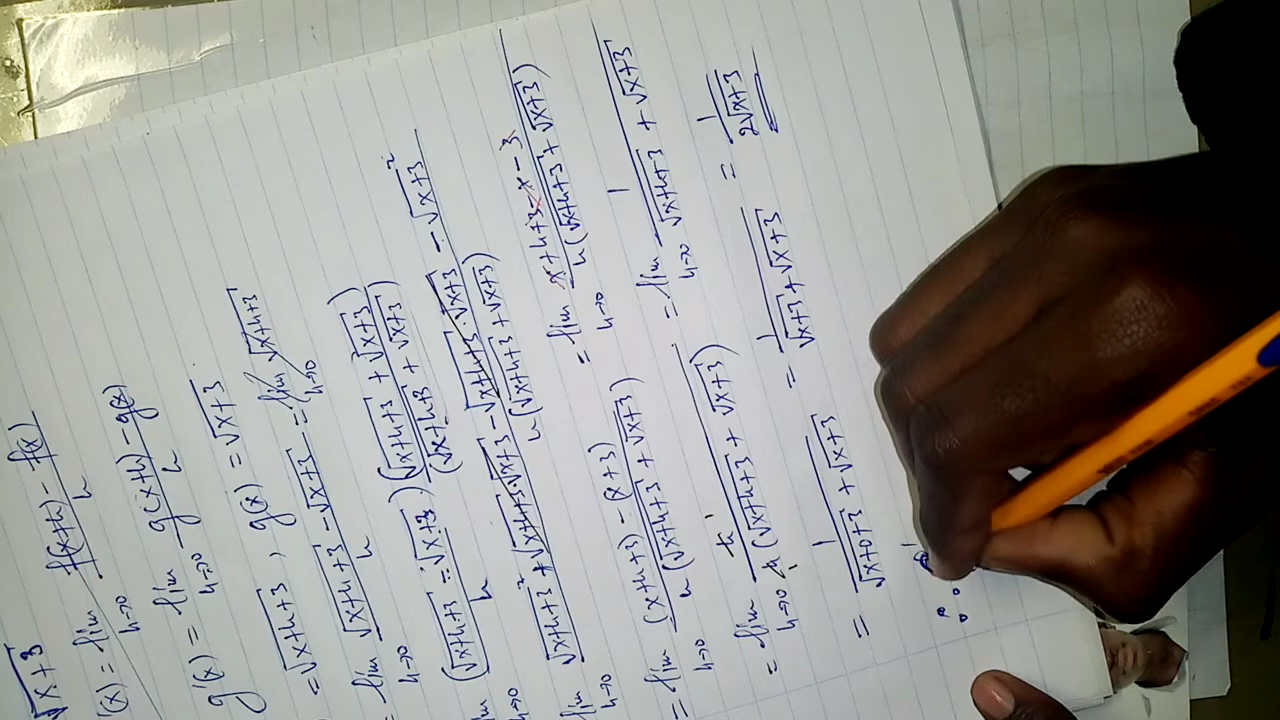 √x+3
'(x) = lim h→0 f(x+h) - f(x) / h
g'(x) = lim h→0 g(x+h) - g(x) / h
= √x+h+3 , g(x) = √x+3
= lim h→0 √x+h+3 - √x+3 / h = lim h→0 √x+h+3
lim h→0 (√x+h+3 - √x+3 / h) (√x+h+3 + √x+3) / (√x+h+3 + √x+3)
lim h→0 √x+h+3² + √x+h+3 √x+3 - √x+h+3 · √x+3 - √x+3² / h(√x+h+3 + √x+3)
= lim h→0 (x+h+3) - (x+3) / h(√x+h+3 + √x+3) = lim h→0 x+h+3-x-3 / h(√x+h+3 + √x+3)
= lim h→0 h / h(√x+h+3 + √x+3) = lim h→0 1 / √x+h+3 + √x+3
= 1 / √x+0+3 + √x+3 = 1 / √x+3 + √x+3 = 1 / 2√x+3